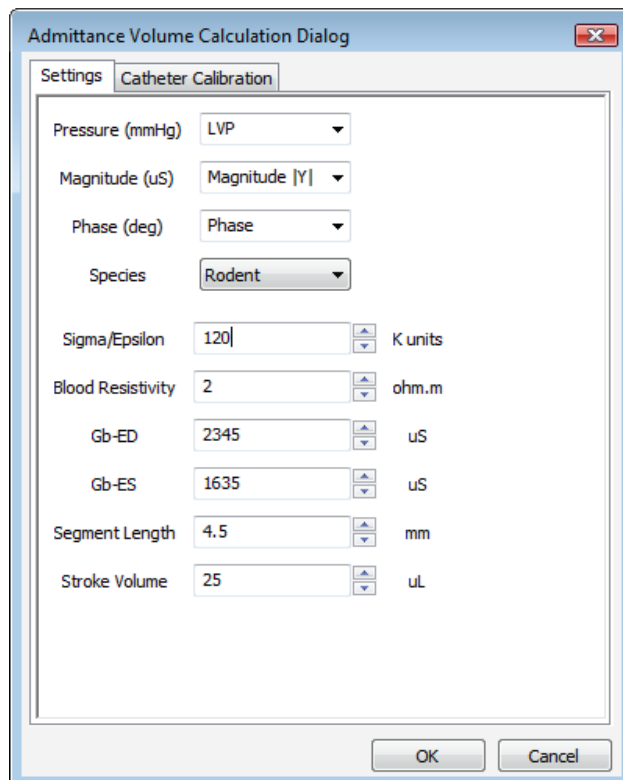 Admittance Volume Calculation Dialog
Settings Catheter Calibration
Pressure (mmHg) LVP
Magnitude (uS) Magnitude |Y|
Phase (deg) Phase
Species Rodent
Sigma/Epsilon 120 K units
Blood Resistivity 2 ohm.m
Gb-ED 2345 uS
Gb-ES 1635 uS
Segment Length 4.5 mm
Stroke Volume 25 uL
OK Cancel